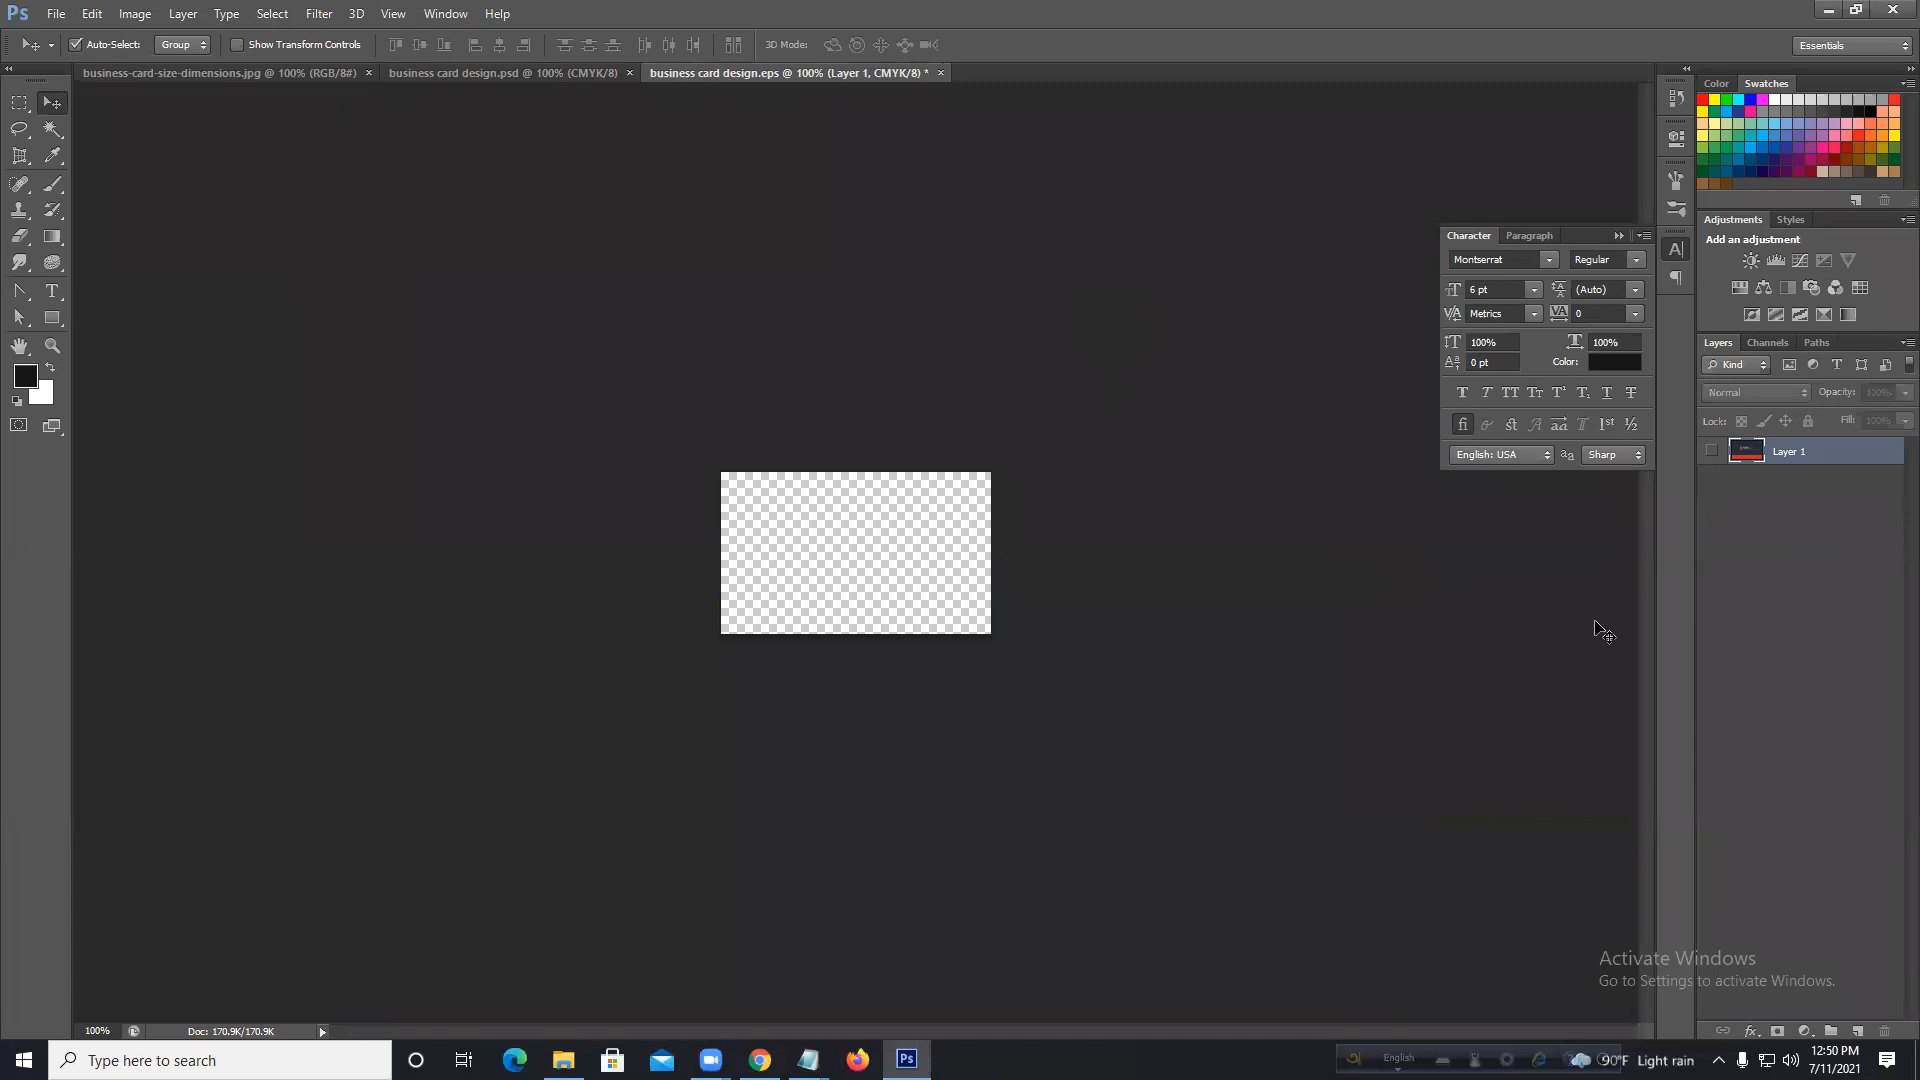 Ps File Edit Image Layer Type Select Filter 3D View Window Help
Auto-Select: Group Show Transform Controls 3D Mode: Essentials
business-card-size-dimensions.jpg @ 100% (RGB/8#) × business card design.psd @ 100% (CMYK/8) × business card design.eps @ 100% (Layer 1, CMYK/8) * ×
Color Swatches
Adjustments Styles
Add an adjustment
Character Paragraph
Montserrat Regular
6 pt (Auto)
Metrics 0
100% 100%
0 pt Color:
English: USA Sharp
Layers Channels Paths
Kind
Normal Opacity: 100%
Lock: Fill: 100%
Layer 1
Activate Windows
Go to Settings to activate Windows.
100% Doc: 170.9K/170.9K
Type here to search
English
90°F Light rain
12:50 PM
7/11/2021